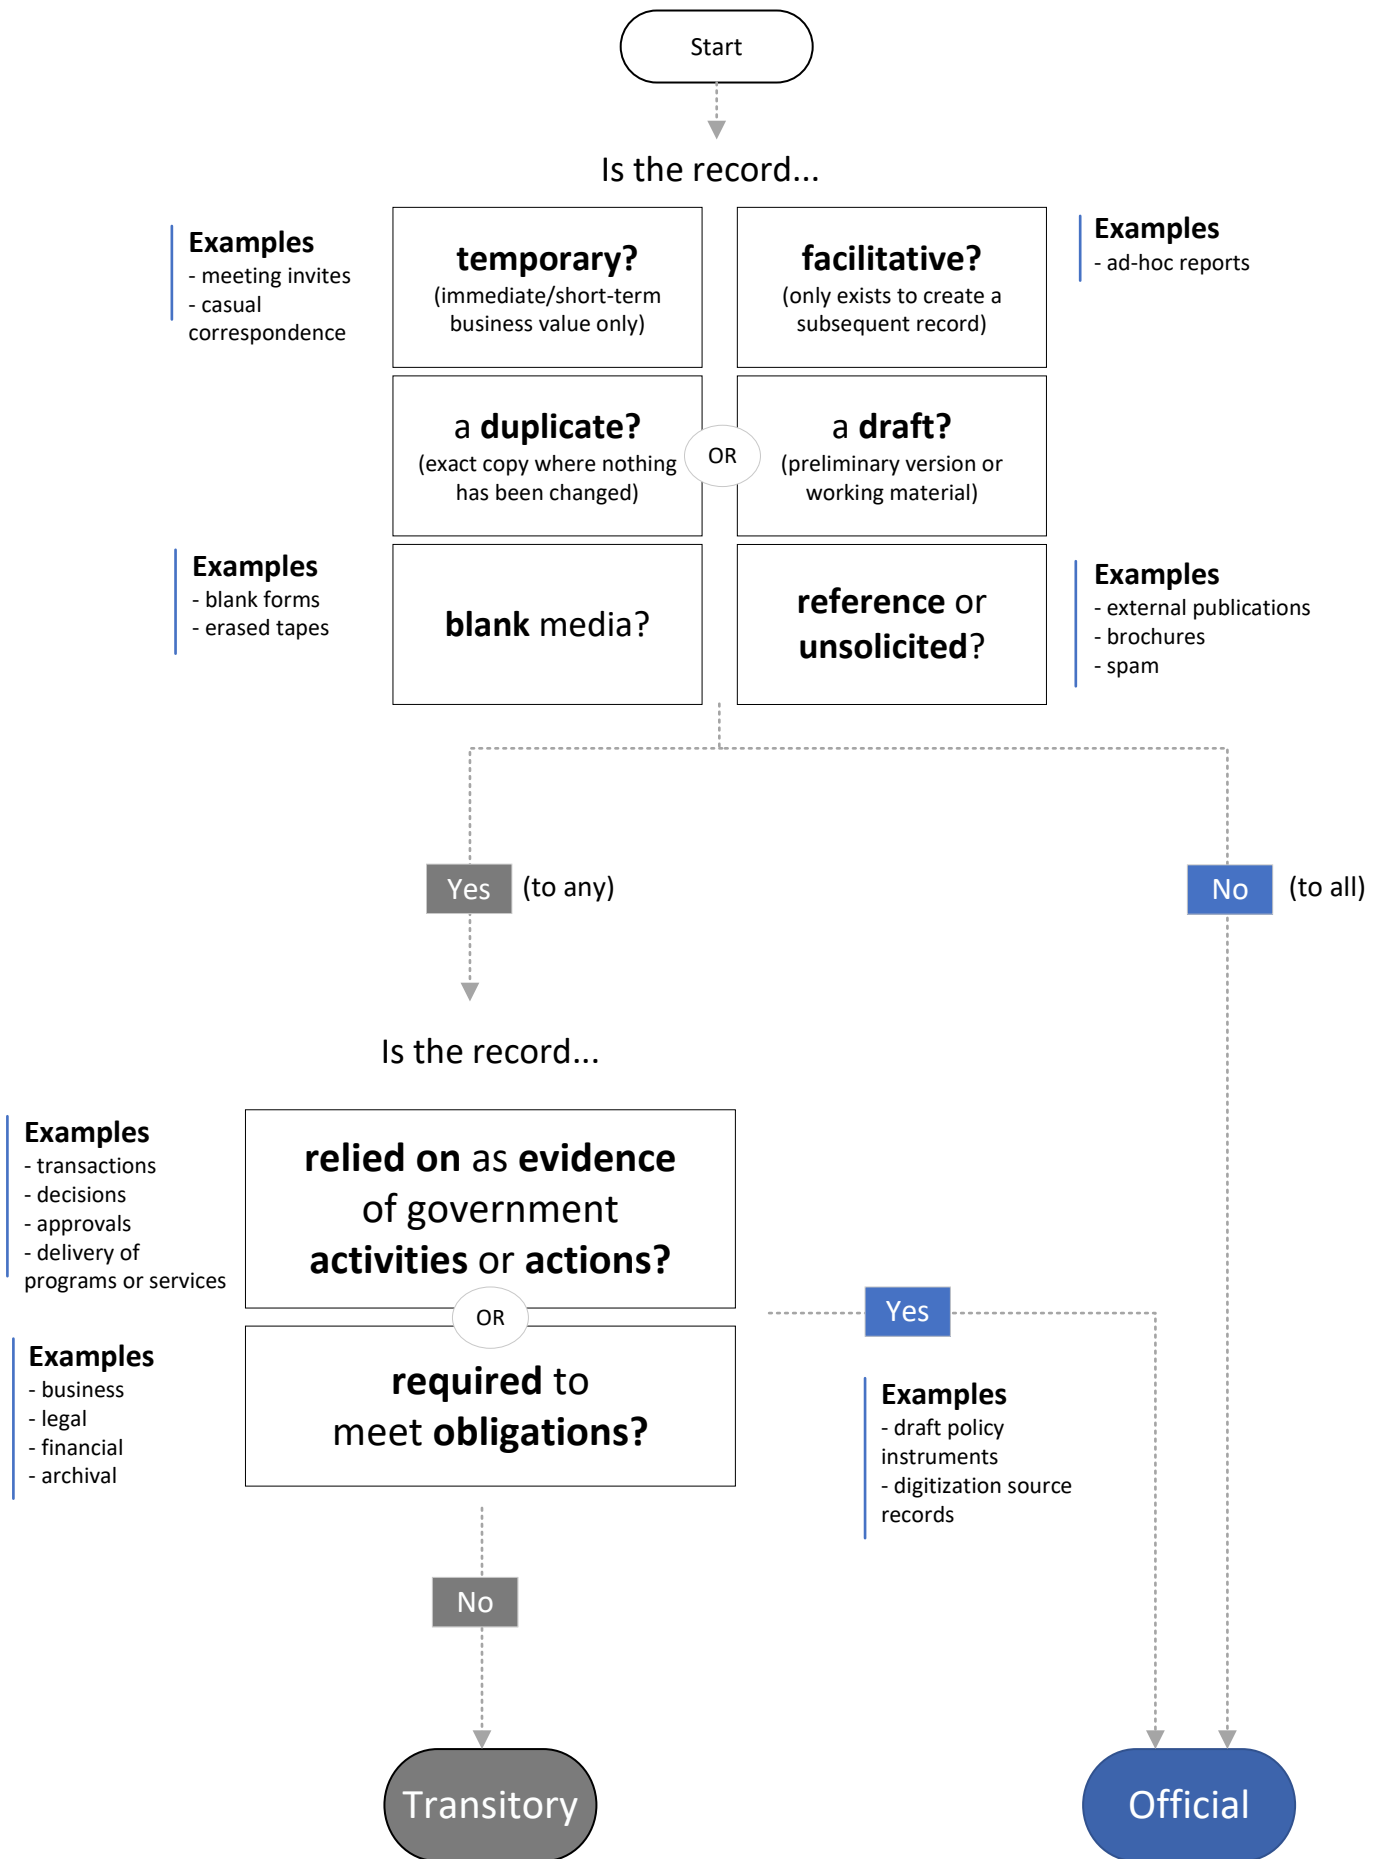 Start
Is the record...
Examples
- meeting invites
- casual
correspondence
temporary?
(immediate/short-term
business value only)
facilitative?
(only exists to create a
subsequent record)
Examples
- ad-hoc reports
a duplicate?
(exact copy where nothing
has been changed)
OR
a draft?
(preliminary version or
working material)
Examples
- blank forms
- erased tapes
blank media?
reference or
unsolicited?
Examples
- external publications
- brochures
- spam
Yes (to any)
No (to all)
Is the record...
Examples
- transactions
- decisions
- approvals
- delivery of
programs or services
relied on as evidence
of government
activities or actions?
OR
Yes
Examples
- business
- legal
- financial
- archival
required to
meet obligations?
Examples
- draft policy
instruments
- digitization source
records
No
Transitory
Official